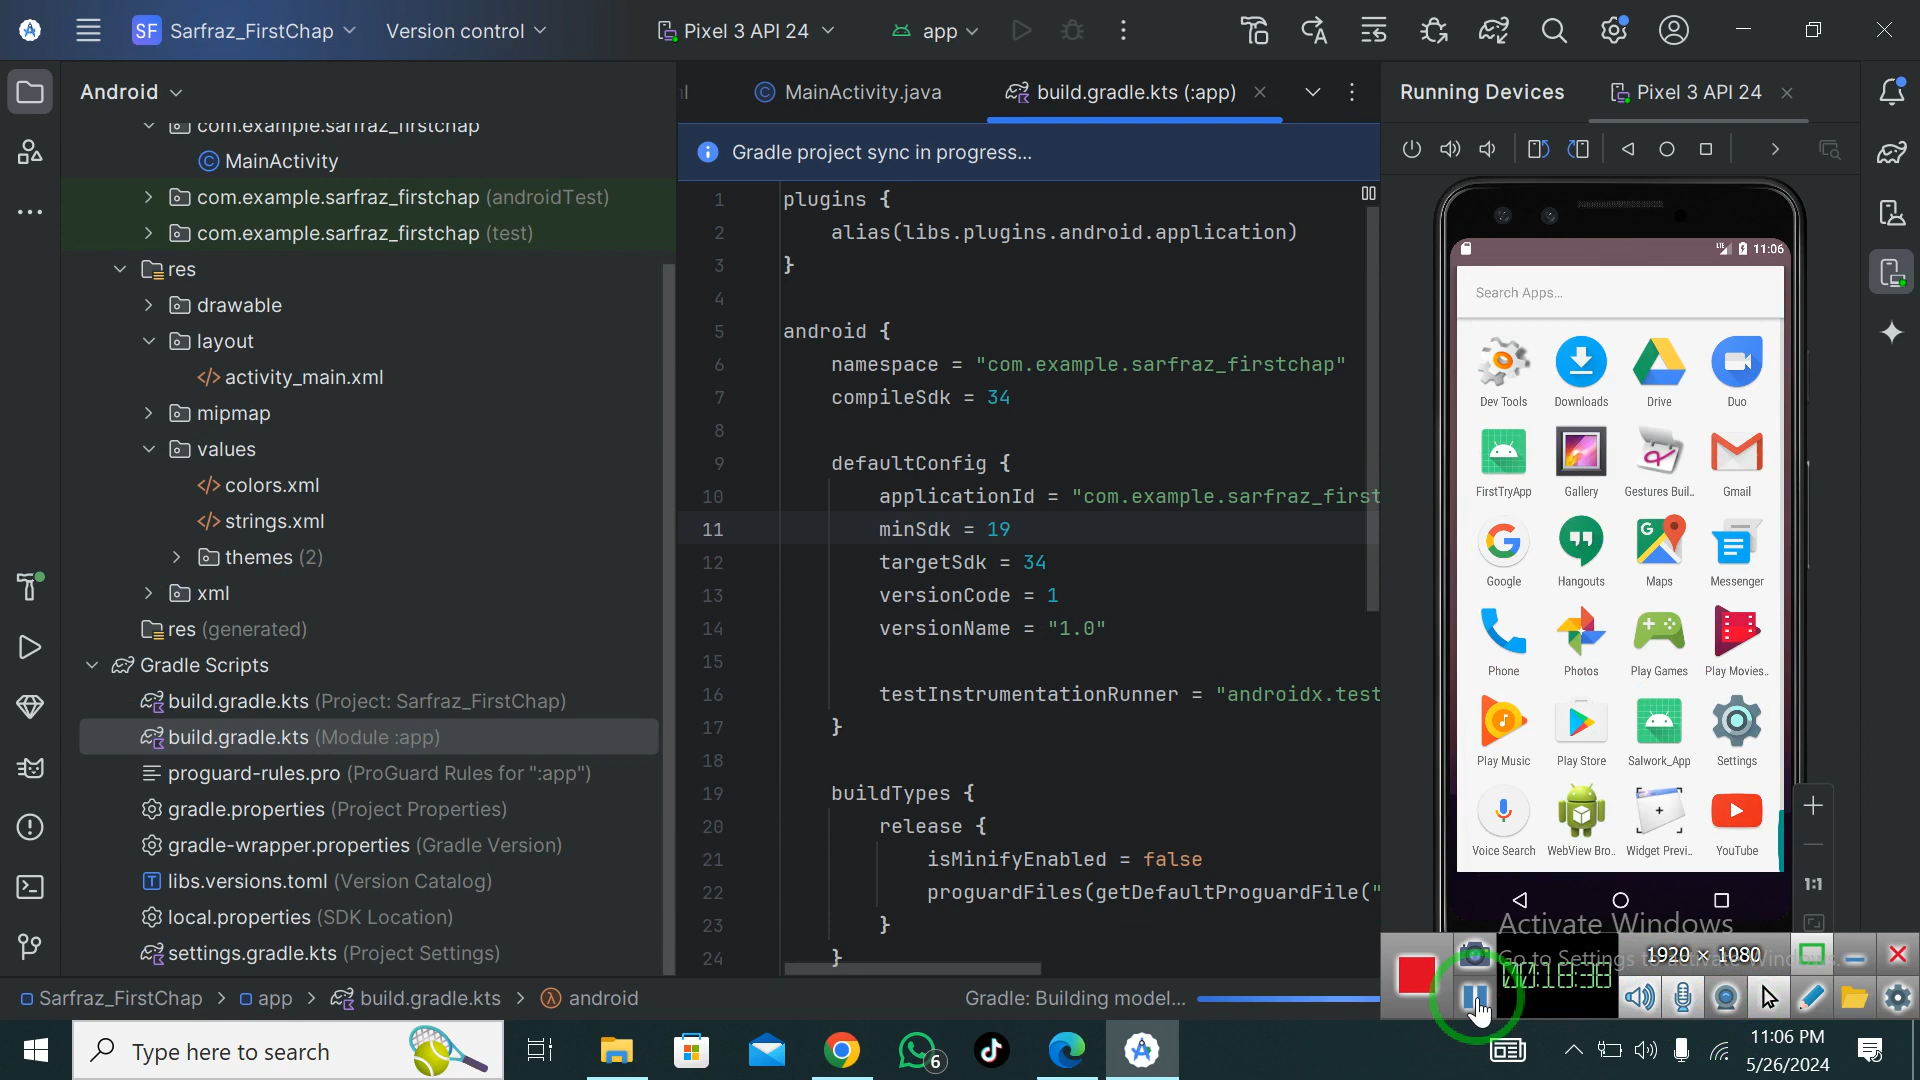 SF Sarfraz_FirstChap
Version control
Pixel 3 API 24
app
Android
MainActivity.java
build.gradle.kts (:app)
Running Devices
Pixel 3 API 24
Gradle project sync in progress...
com.example.sarfraz_firstchap
MainActivity
com.example.sarfraz_firstchap (androidTest)
com.example.sarfraz_firstchap (test)
res
drawable
layout
activity_main.xml
mipmap
values
colors.xml
strings.xml
themes (2)
xml
res (generated)
Gradle Scripts
build.gradle.kts (Project: Sarfraz_FirstChap)
build.gradle.kts (Module :app)
proguard-rules.pro (ProGuard Rules for ":app")
gradle.properties (Project Properties)
gradle-wrapper.properties (Gradle Version)
libs.versions.toml (Version Catalog)
local.properties (SDK Location)
settings.gradle.kts (Project Settings)
1 plugins {
2 alias(libs.plugins.android.application)
3 }
4
5 android {
6 namespace = "com.example.sarfraz_firstchap"
7 compileSdk = 34
8
9 defaultConfig {
10 applicationId = "com.example.sarfraz_first
11 minSdk = 19
12 targetSdk = 34
13 versionCode = 1
14 versionName = "1.0"
15
16 testInstrumentationRunner = "androidx.test
17 }
18
19 buildTypes {
20 release {
21 isMinifyEnabled = false
22 proguardFiles(getDefaultProguardFile("
23 }
24 }
LTE 11:06
Search Apps...
Dev Tools Downloads Drive Duo
FirstTryApp Gallery Gestures Buil.. Gmail
Google Hangouts Maps Messenger
Phone Photos Play Games Play Movies..
Play Music Play Store Salwork_App Settings
Voice Search WebView Bro.. Widget Previ.. YouTube
1:1
Activate Windows
Go to Settings to activate Windows.
1920 × 1080
00:18:38
Sarfraz_FirstChap > app > build.gradle.kts > android
Gradle: Building model...
Type here to search
6
11:06 PM
5/26/2024